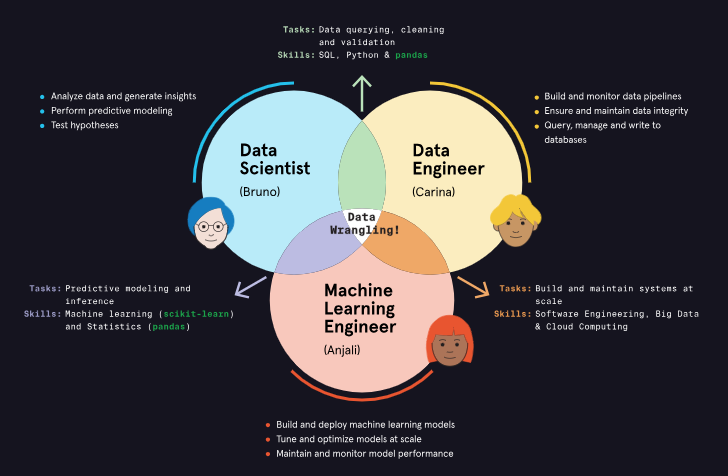 Tasks: Data querying, cleaning
and validation
Skills: SQL, Python & pandas
Analyze data and generate insights
Perform predictive modeling
Test hypotheses
Build and monitor data pipelines
Ensure and maintain data integrity
Query, manage and write to
databases
Data
Scientist
(Bruno)
Data
Engineer
(Carina)
Data
Wrangling!
Tasks: Predictive modeling and
inference
Skills: Machine learning (scikit-learn)
and Statistics (pandas)
Machine
Learning
Engineer
(Anjali)
Tasks: Build and maintain systems at
scale
Skills: Software Engineering, Big Data
& Cloud Computing
Build and deploy machine learning models
Tune and optimize models at scale
Maintain and monitor model performance